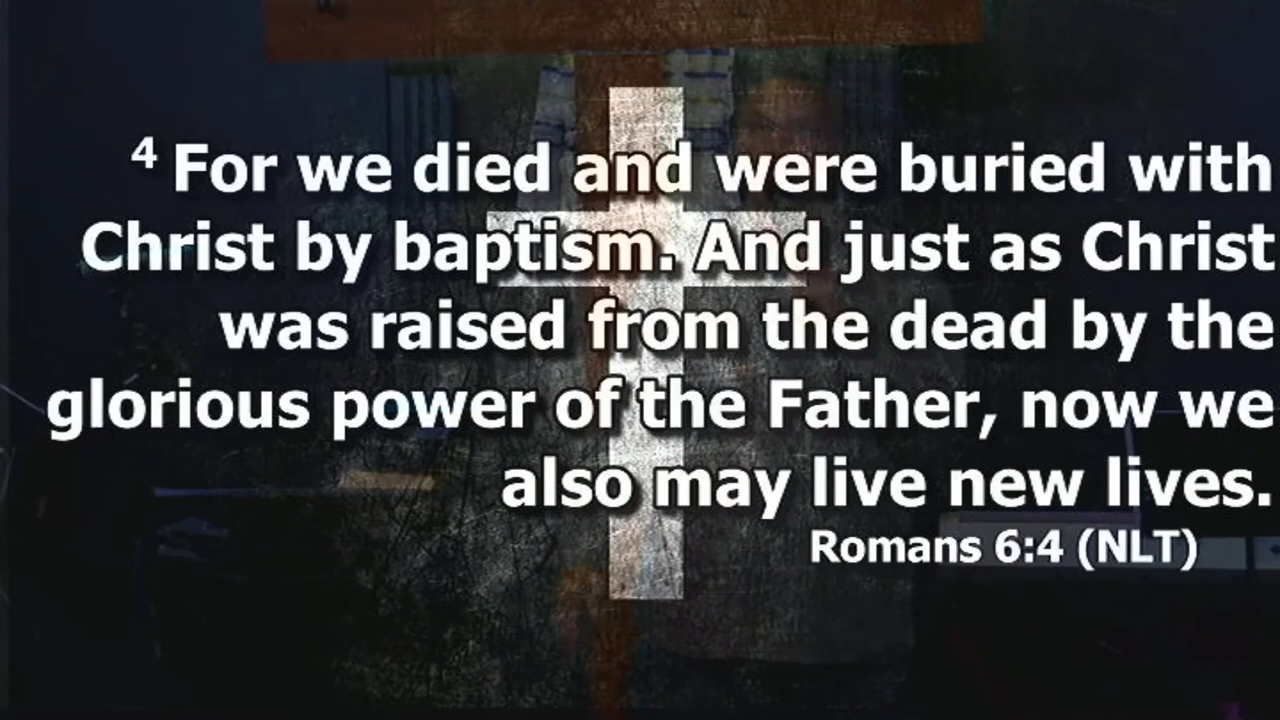 4 For we died and were buried with
Christ by baptism. And just as Christ
was raised from the dead by the
glorious power of the Father, now we
also may live new lives.
Romans 6:4 (NLT)